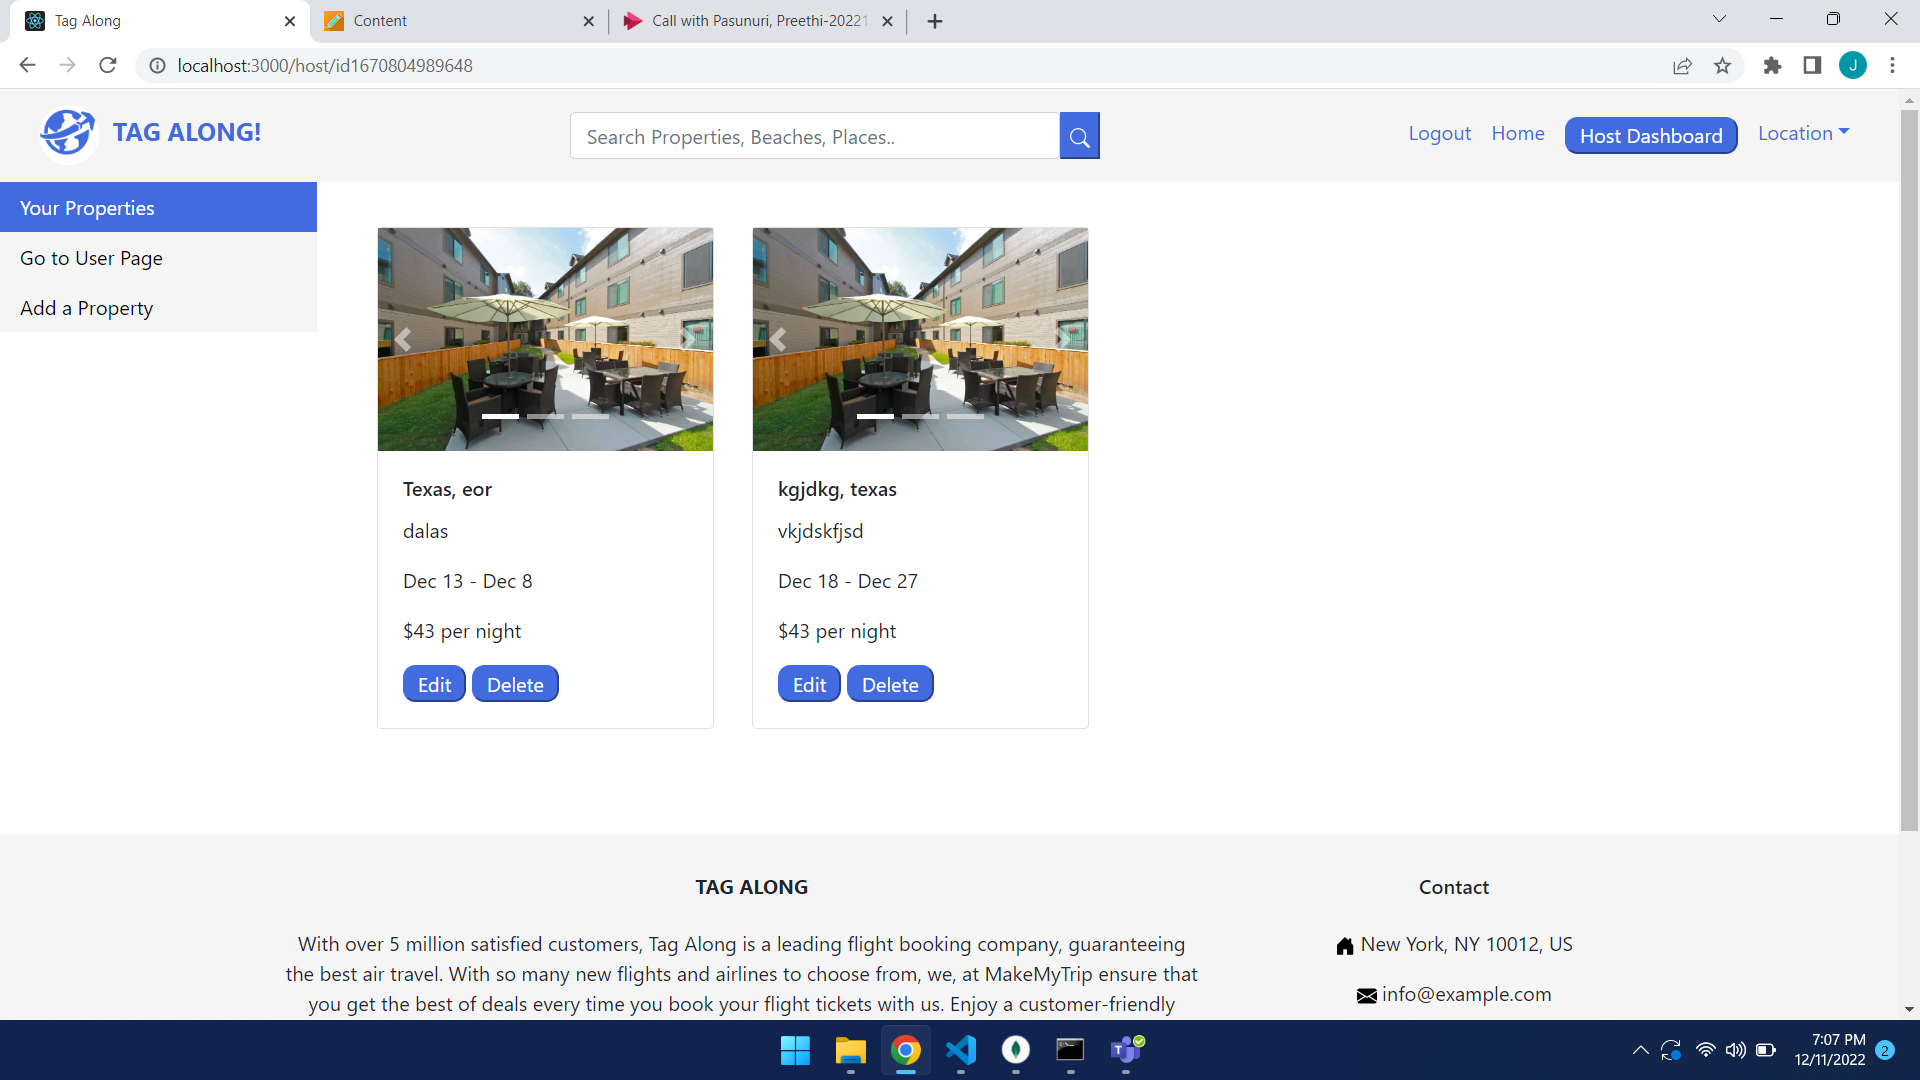 Tag Along
Content
Call with Pasunuri, Preethi-20221
localhost:3000/host/id1670804989648
J
TAG ALONG!
Search Properties, Beaches, Places..
Logout
Home
Host Dashboard
Location
Your Properties
Go to User Page
Add a Property
Texas, eor
dalas
Dec 13 - Dec 8
$43 per night
Edit
Delete
kgjdkg, texas
vkjdskfjsd
Dec 18 - Dec 27
$43 per night
Edit
Delete
TAG ALONG
With over 5 million satisfied customers, Tag Along is a leading flight booking company, guaranteeing
the best air travel. With so many new flights and airlines to choose from, we, at MakeMyTrip ensure that
you get the best of deals every time you book your flight tickets with us. Enjoy a customer-friendly
Contact
New York, NY 10012, US
info@example.com
7:07 PM
12/11/2022
2